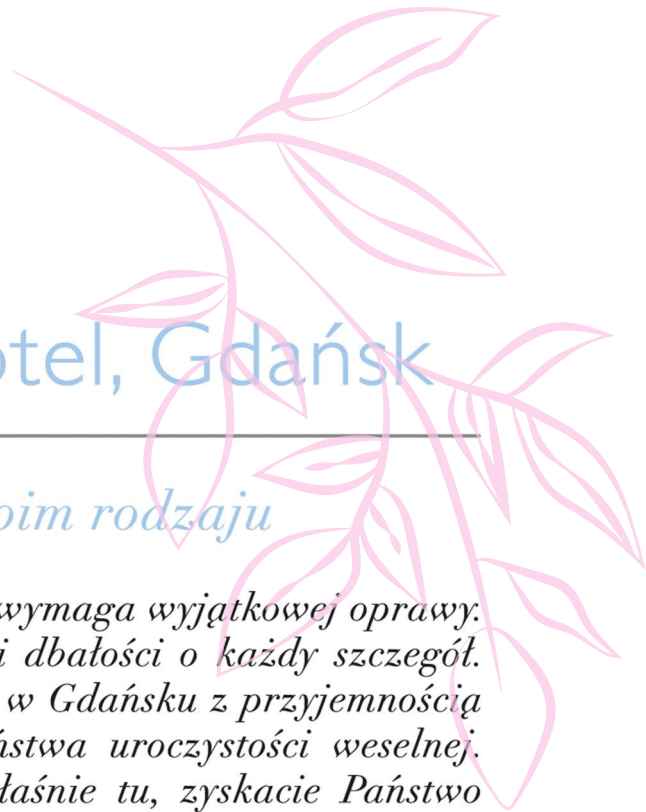 otel, Gdańsk
oim rodzaju
wymaga wyjątkowej oprawy.
i dbałości o każdy szczegół.
w Gdańsku z przyjemnością
ństwa uroczystości weselnej.
łaśnie tu, zyskacie Państwo